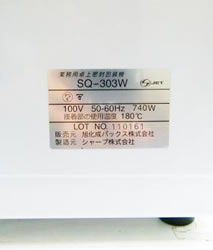 業務用卓上密封包装機
SQ-303W
JET
100V 50-60Hz 740W
接着部の使用温度 180℃
LOT NO. 110161
販売元 旭化成パックス株式会社
製造元 シャープ株式会社